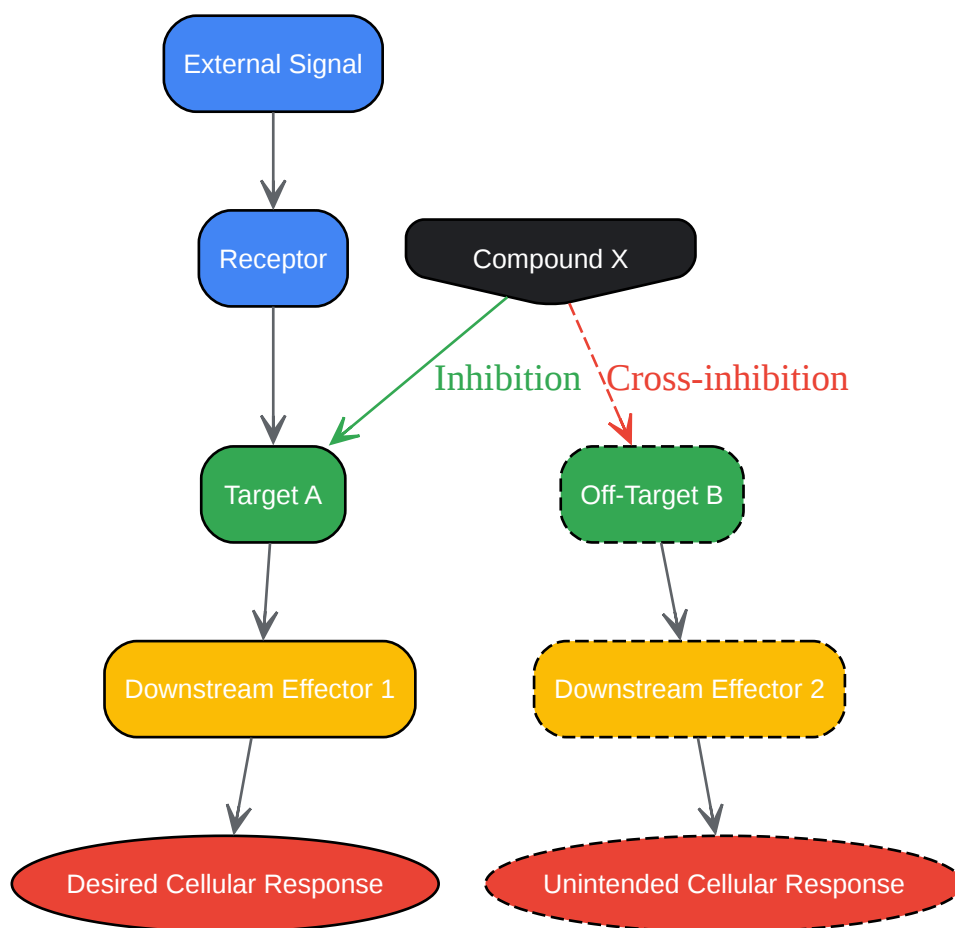 External Signal
Receptor
Compound X
Inhibition
Cross-inhibition
Target A
Off-Target B
Downstream Effector 1
Downstream Effector 2
Desired Cellular Response
Unintended Cellular Response